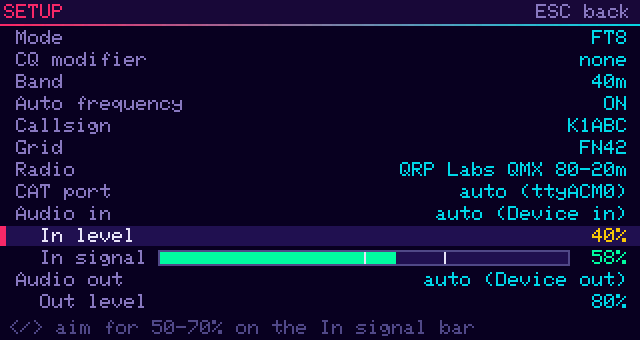 SETUP ESC back
Mode FT8
CQ modifier none
Band 40m
Auto frequency ON
Callsign K1ABC
Grid FN42
Radio QRP Labs QMX 80-20m
CAT port auto (ttyACM0)
Audio in auto (Device in)
In level 40%
In signal 58%
Audio out auto (Device out)
Out level 80%
</> aim for 50-70% on the In signal bar